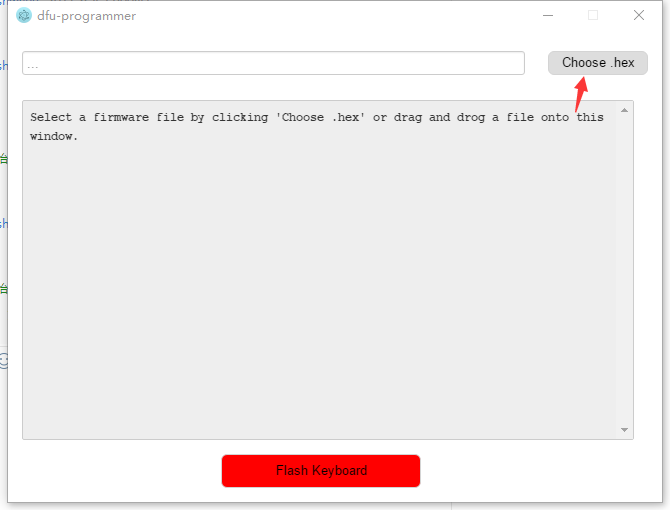 dfu-programmer
...
Choose .hex
Select a firmware file by clicking 'Choose .hex' or drag and drog a file onto this
window.
Flash Keyboard